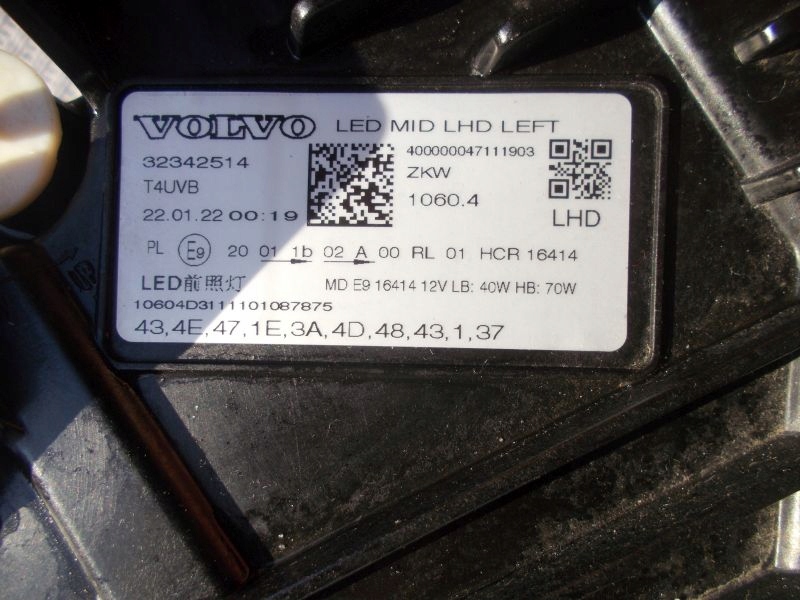 VOLVO LED MID LHD LEFT
32342514 400000047111903
T4UVB ZKW
22.01.22 00:19 1060.4
LHD
PL E9 20 01 1b 02 A 00 RL 01 HCR 16414
LED前照灯 MD E9 16414 12V LB: 40W HB: 70W
10604D3111101087875
43,4E,47,1E,3A,4D,48,43,1,37